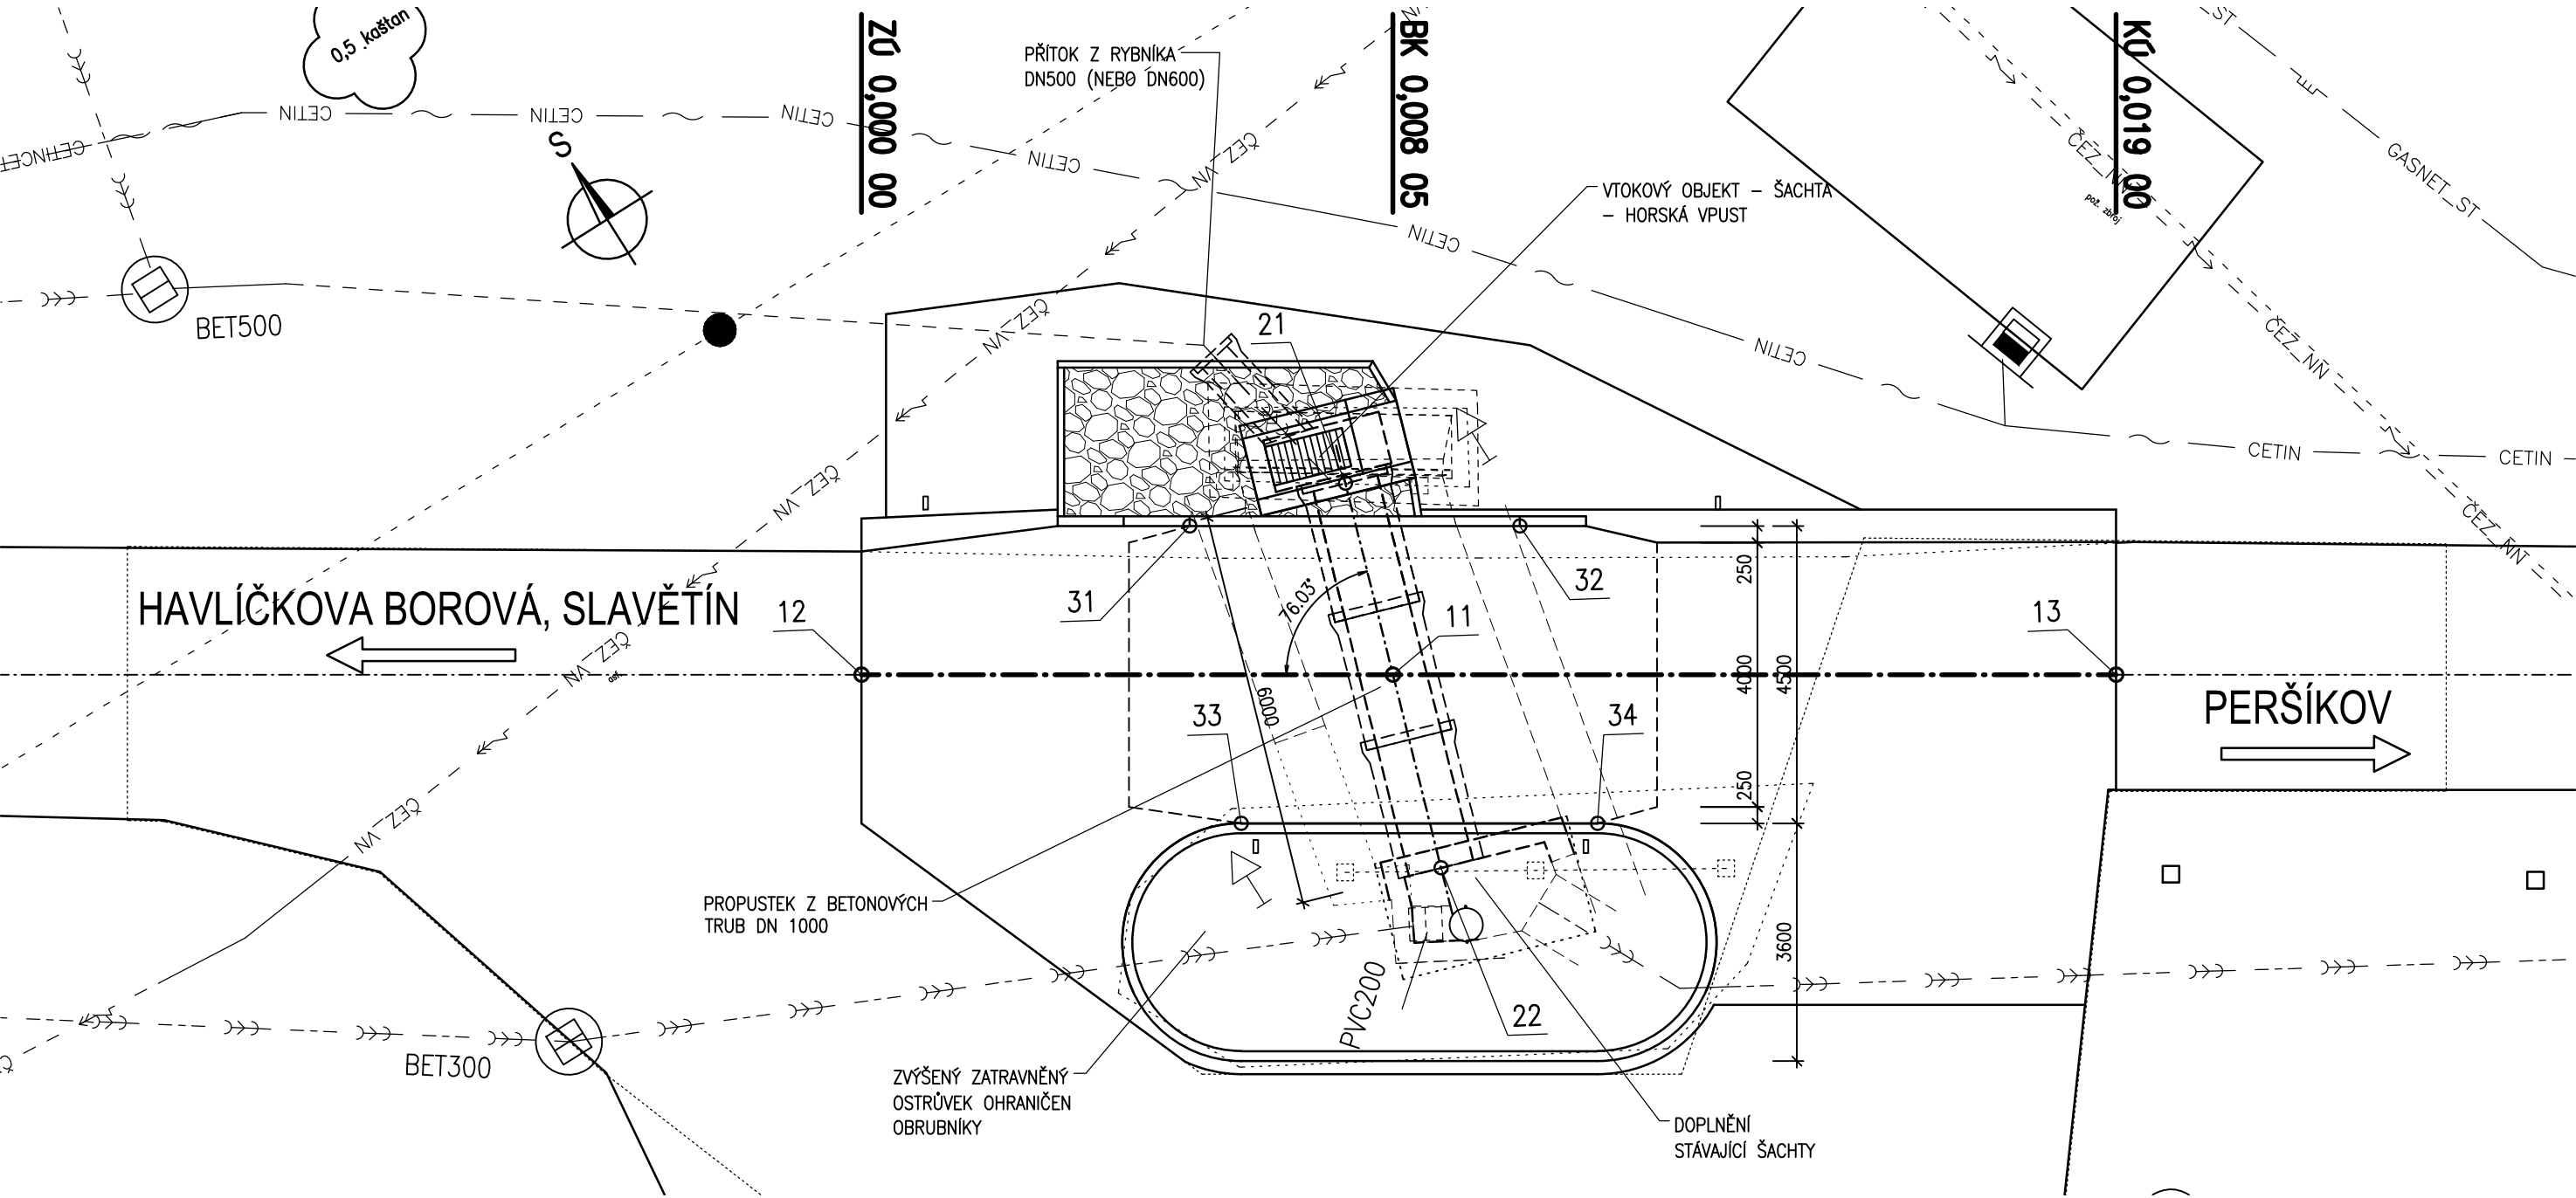 0,5 kaštan
ZÚ 0,000 00
BK 0,008 05
KÚ 0,019 00
PŘÍTOK Z RYBNÍKA
DN500 (NEBO DN600)
VTOKOVÝ OBJEKT – ŠACHTA
– HORSKÁ VPUST
S
CETIN
CETIN
CETIN
CETIN
CETIN
CETIN
CETIN
CETIN
CETINCET
ČEZ_VN
ČEZ_VN
ČEZ_VN
ČEZ_VN
ČEZ_VN
ČEZ_NN
ČEZ_NN
ČEZ_NN
GASNET_ST
pož. zbroj
BET500
21
HAVLÍČKOVA BOROVÁ, SLAVĚTÍN
12
31
32
11
13
76.03°
250
4000
4500
250
3600
6000
asf.
33
34
PERŠÍKOV
PROPUSTEK Z BETONOVÝCH
TRUB DN 1000
PVC200
22
BET300
ZVÝŠENÝ ZATRAVNĚNÝ
OSTRŮVEK OHRANIČEN
OBRUBNÍKY
DOPLNĚNÍ
STÁVAJÍCÍ ŠACHTY